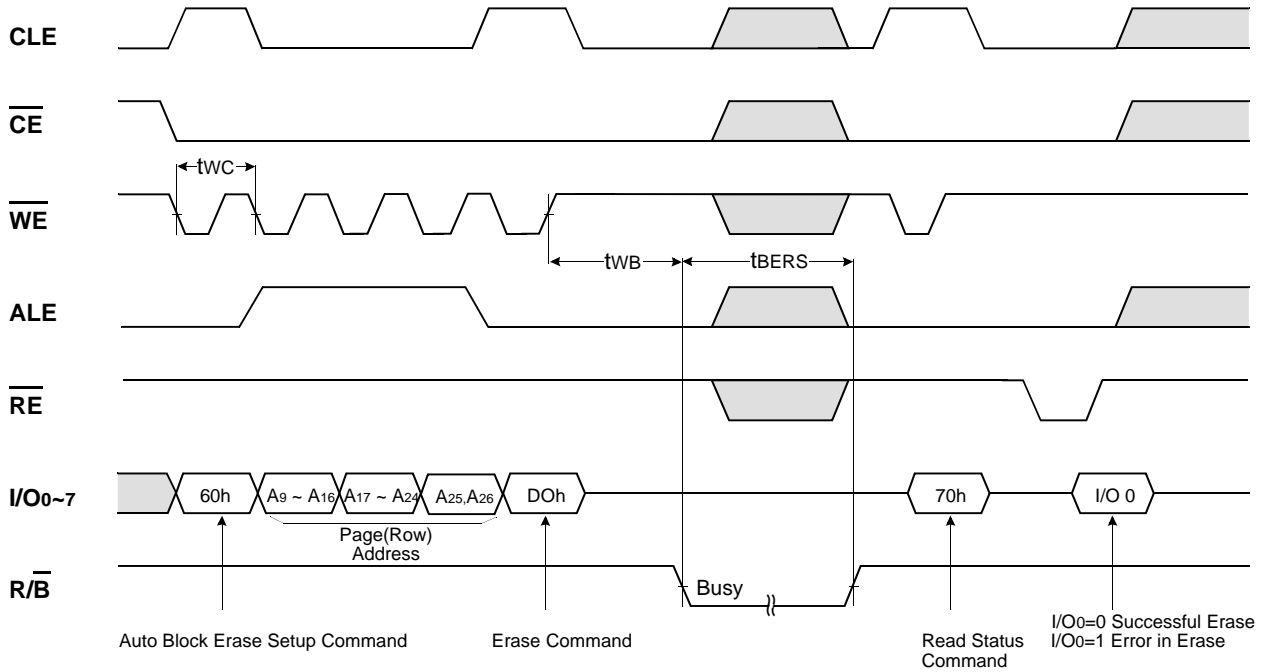 CLE
CE
tWC
WE
tWB
tBERS
ALE
RE
I/O0~7
60h
A9 ~ A16
A17 ~ A24
A25,A26
DOh
70h
I/O 0
Page(Row)
Address
R/B
Busy
Auto Block Erase Setup Command
Erase Command
Read Status
Command
I/O0=0 Successful Erase
I/O0=1 Error in Erase